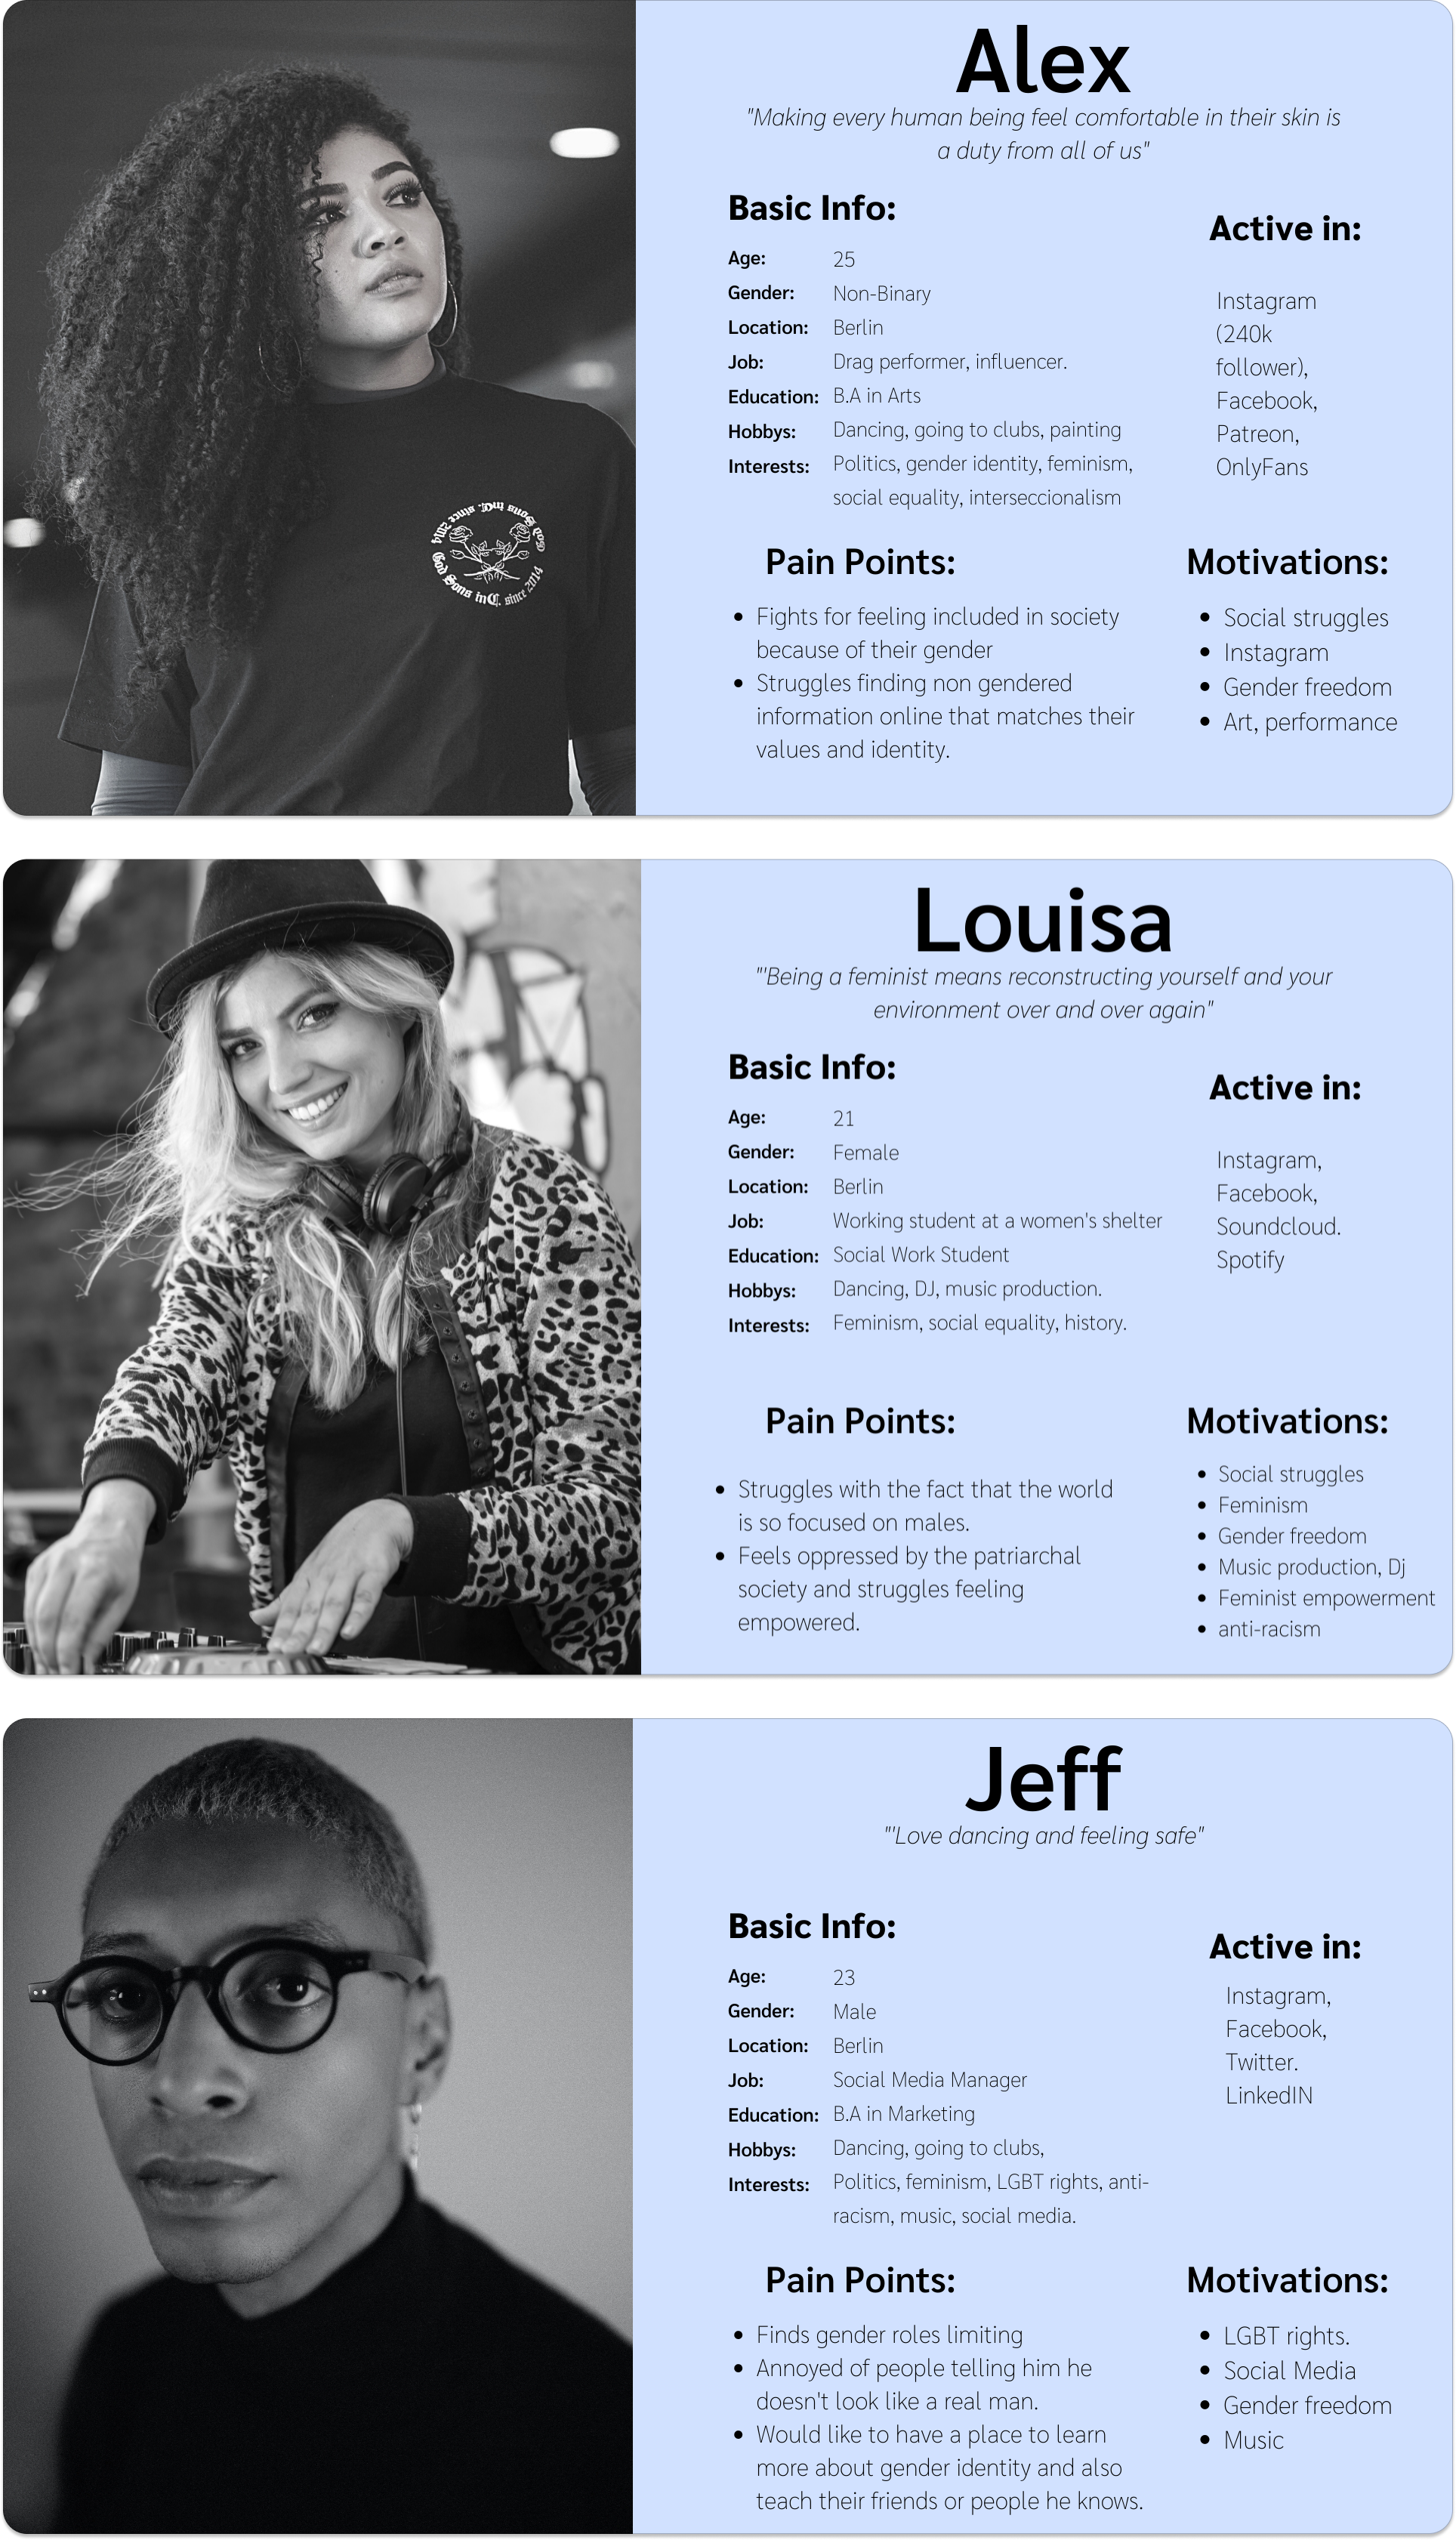 Alex
"Making every human being feel comfortable in their skin is
a duty from all of us"
Basic Info:
Age: 25
Gender: Non-Binary
Location: Berlin
Job: Drag performer, influencer.
Education: B.A in Arts
Hobbys: Dancing, going to clubs, painting
Interests: Politics, gender identity, feminism,
social equality, interseccionalism
Active in:
Instagram
(240k
follower),
Facebook,
Patreon,
OnlyFans
Pain Points:
• Fights for feeling included in society
because of their gender
• Struggles finding non gendered
information online that matches their
values and identity.
Motivations:
• Social struggles
• Instagram
• Gender freedom
• Art, performance
God Sons inC. since 2014
God Sons inC. since 2014
Louisa
"'Being a feminist means reconstructing yourself and your
environment over and over again"
Basic Info:
Age: 21
Gender: Female
Location: Berlin
Job: Working student at a women's shelter
Education: Social Work Student
Hobbys: Dancing, DJ, music production.
Interests: Feminism, social equality, history.
Active in:
Instagram,
Facebook,
Soundcloud.
Spotify
Pain Points:
• Struggles with the fact that the world
is so focused on males.
• Feels oppressed by the patriarchal
society and struggles feeling
empowered.
Motivations:
• Social struggles
• Feminism
• Gender freedom
• Music production, Dj
• Feminist empowerment
• anti-racism
Jeff
"'Love dancing and feeling safe"
Basic Info:
Age: 23
Gender: Male
Location: Berlin
Job: Social Media Manager
Education: B.A in Marketing
Hobbys: Dancing, going to clubs,
Interests: Politics, feminism, LGBT rights, anti-
racism, music, social media.
Active in:
Instagram,
Facebook,
Twitter.
LinkedIN
Pain Points:
• Finds gender roles limiting
• Annoyed of people telling him he
doesn't look like a real man.
• Would like to have a place to learn
more about gender identity and also
teach their friends or people he knows.
Motivations:
• LGBT rights.
• Social Media
• Gender freedom
• Music